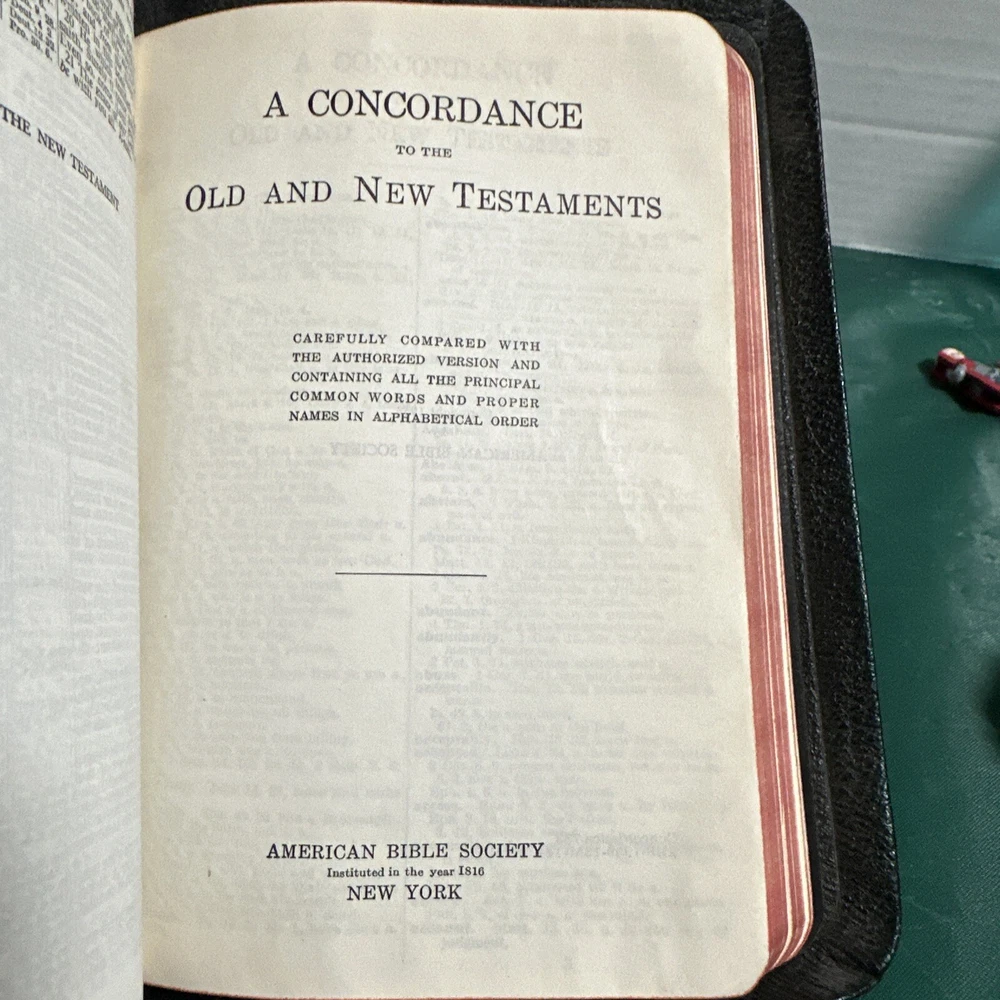 THE NEW TESTAMENT
A CONCORDANCE
TO THE
OLD AND NEW TESTAMENTS
CAREFULLY COMPARED WITH
THE AUTHORIZED VERSION AND
CONTAINING ALL THE PRINCIPAL
COMMON WORDS AND PROPER
NAMES IN ALPHABETICAL ORDER
AMERICAN BIBLE SOCIETY
Instituted in the year 1816
NEW YORK